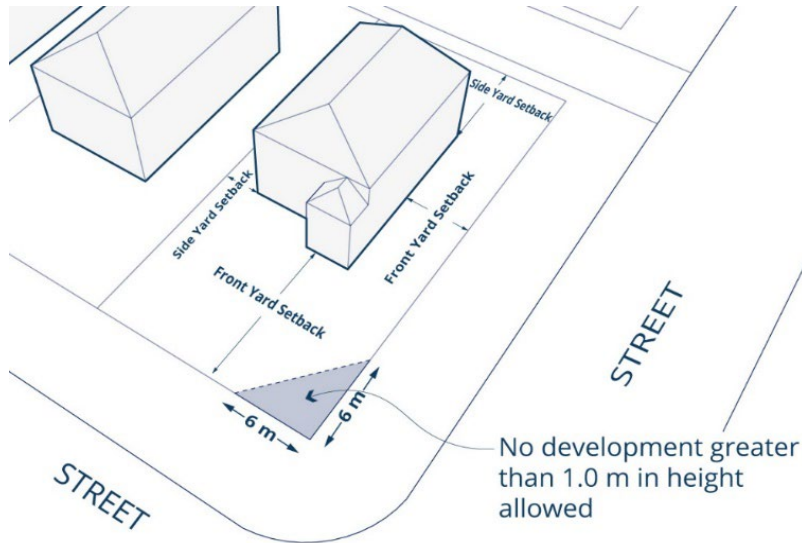 Side Yard Setback
Side Yard Setback
Front Yard Setback
Front Yard Setback
6 m
6 m
STREET
STREET
No development greater
than 1.0 m in height
allowed